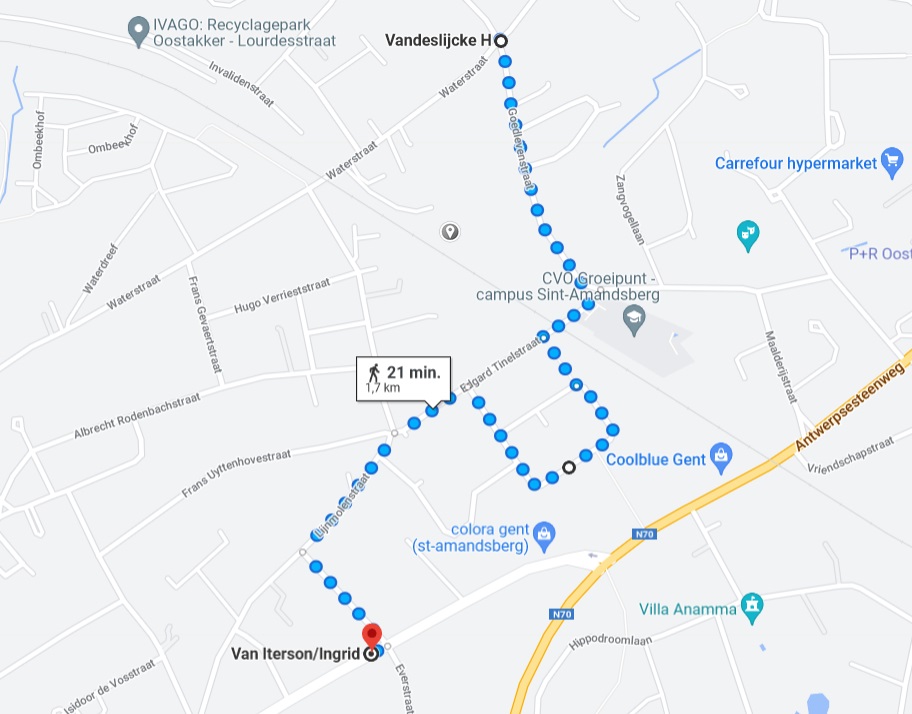 IVAGO: Recyclagepark
Oostakker - Lourdesstraat
Vandeslijcke H
Invalidenstraat
Waterstraat
Ombeekhof
Ombeekhof
Waterstraat
Goedlevenstraat
Carrefour hypermarket
Zangvogellaan
Waterdreef
P+R Oost
Waterstraat
Frans Gevaertstraat
Hugo Verrieststraat
CVO Groeipunt -
campus Sint-Amandsberg
Maalderijstraat
Edgard Tinelstraat
21 min.
1,7 km
Antwerpsesteenweg
Albrecht Rodenbachstraat
Frans Uyttenhovestraat
Coolblue Gent
Vriendschapstraat
Lijnmolenstraat
colora gent
(st-amandsberg)
N70
N70
Villa Anamma
Hippodroomlaan
Van Iterson/Ingrid
Everstraat
Isidoor de Vosstraat